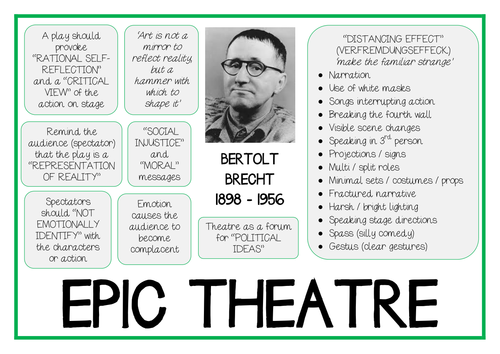 A play should
provoke
"RATIONAL SELF-
REFLECTION"
and a "CRITICAL
VIEW" of the
action on stage
'Art is not a
mirror to
reflect reality,
but a
hammer with
which to
shape it'
Remind the
audience (spectator)
that the play is a
"REPRESENTATION
OF REALITY"
"SOCIAL
INJUSTICE"
and
"MORAL"
messages
Spectators
should "NOT
EMOTIONALLY
IDENTIFY" with
the characters
or action
Emotion
causes the
audience to
become
complacent
BERTOLT
BRECHT
1898 - 1956
Theatre as a forum
for "POLITICAL
IDEAS"
"DISTANCING EFFECT"
(VERFREMDUNGSEFFECK)
'make the familiar strange'
• Narration
• Use of white masks
• Songs interrupting action
• Breaking the fourth wall
• Visible scene changes
• Speaking in 3rd person
• Projections / signs
• Multi / split roles
• Minimal sets / costumes / props
• Fractured narrative
• Harsh / bright lighting
• Speaking stage directions
• Spass (silly comedy)
• Gestus (clear gestures)
EPIC THEATRE